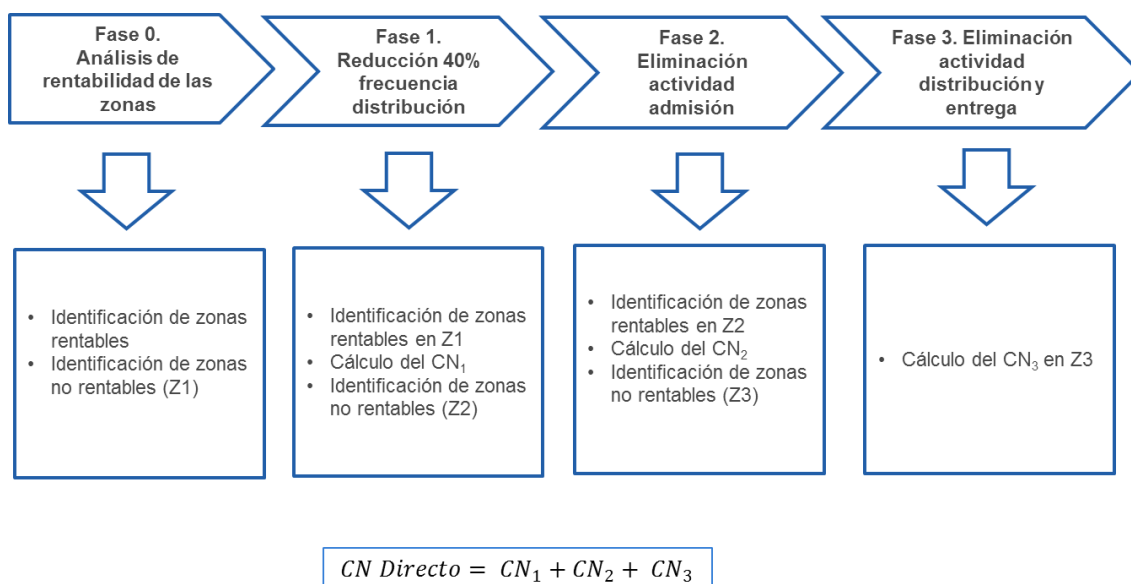 Fase 0.
Análisis de
rentabilidad de las
zonas
Fase 1.
Reducción 40%
frecuencia
distribución
Fase 2.
Eliminación
actividad
admisión
Fase 3. Eliminación
actividad
distribución y
entrega
• Identificación de zonas
rentables
• Identificación de zonas
no rentables (Z1)
• Identificación de zonas
rentables en Z1
• Cálculo del CN₁
• Identificación de zonas
no rentables (Z2)
• Identificación de zonas
rentables en Z2
• Cálculo del CN₂
• Identificación de zonas
no rentables (Z3)
• Cálculo del CN₃ en Z3
CN Directo = CN₁ + CN₂ + CN₃